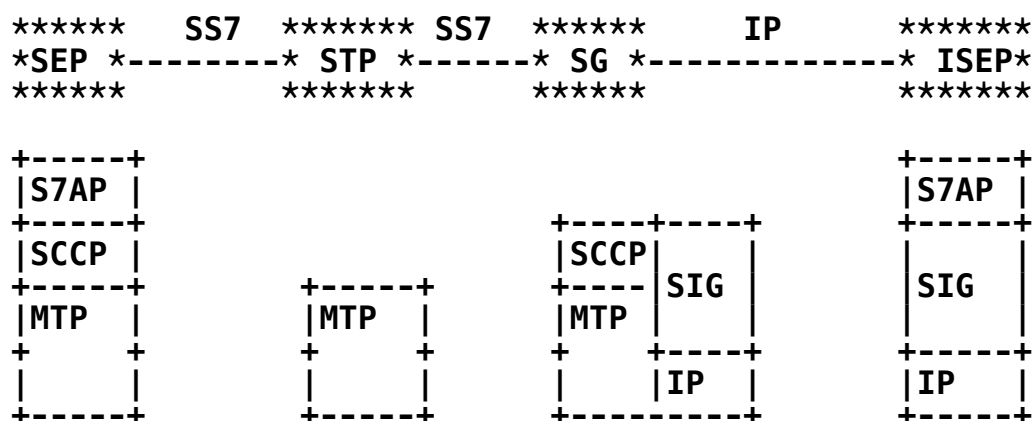 ******    SS7   ******* SS7  ******      IP       *******
*SEP *--------* STP *------* SG *-------------* ISEP*
******          *******      ******               *******

+-----+                                           +-----+
|S7AP |                                           |S7AP |
+-----+                       +----+----+         +-----+
|SCCP |                       |SCCP|    |         |     |
+-----+         +-----+       +----|SIG |         |SIG  |
|MTP  |         |MTP  |       |MTP |    |         |     |
+     +         +     +       +    +----+         +-----+
|     |         |     |       |    |IP  |         |IP   |
+-----+         +-----+       +---------+         +-----+